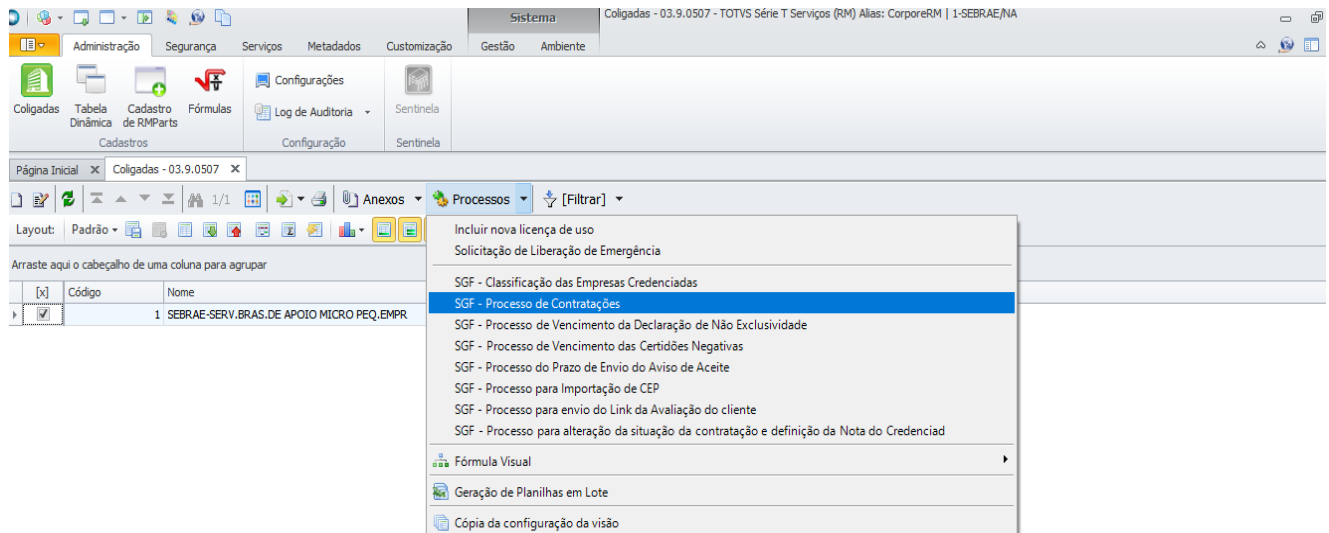 Sistema
Coligadas - 03.9.0507 - TOTVS Série T Serviços (RM) Alias: CorporeRM | 1-SEBRAE/NA
Administração Segurança Serviços Metadados Customização Gestão Ambiente
Coligadas
Tabela Dinâmica
Cadastro de RMParts
Fórmulas
Configurações
Log de Auditoria
Sentinela
Cadastros Configuração Sentinela
Página Inicial Coligadas - 03.9.0507
1/1 Anexos Processos [Filtrar]
Layout: Padrão
Arraste aqui o cabeçalho de uma coluna para agrupar
[x] Código Nome
1 SEBRAE-SERV.BRAS.DE APOIO MICRO PEQ.EMPR
Incluir nova licença de uso
Solicitação de Liberação de Emergência
SGF - Classificação das Empresas Credenciadas
SGF - Processo de Contratações
SGF - Processo de Vencimento da Declaração de Não Exclusividade
SGF - Processo de Vencimento das Certidões Negativas
SGF - Processo do Prazo de Envio do Aviso de Aceite
SGF - Processo para Importação de CEP
SGF - Processo para envio do Link da Avaliação do cliente
SGF - Processo para alteração da situação da contratação e definição da Nota do Credenciad
Fórmula Visual
Geração de Planilhas em Lote
Cópia da configuração da visão